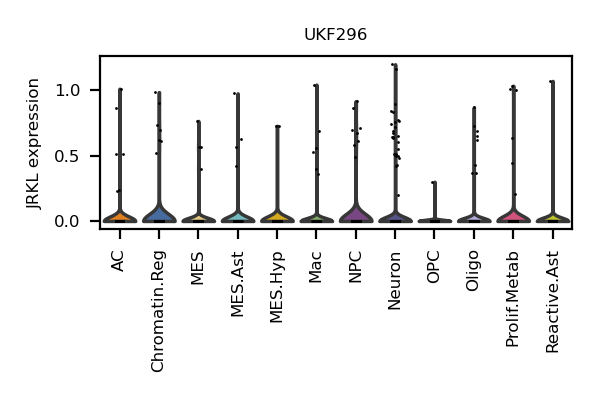 UKF296
JRKL expression
1.0
0.5
0.0
AC
Chromatin.Reg
MES
MES.Ast
MES.Hyp
Mac
NPC
Neuron
OPC
Oligo
Prolif.Metab
Reactive.Ast